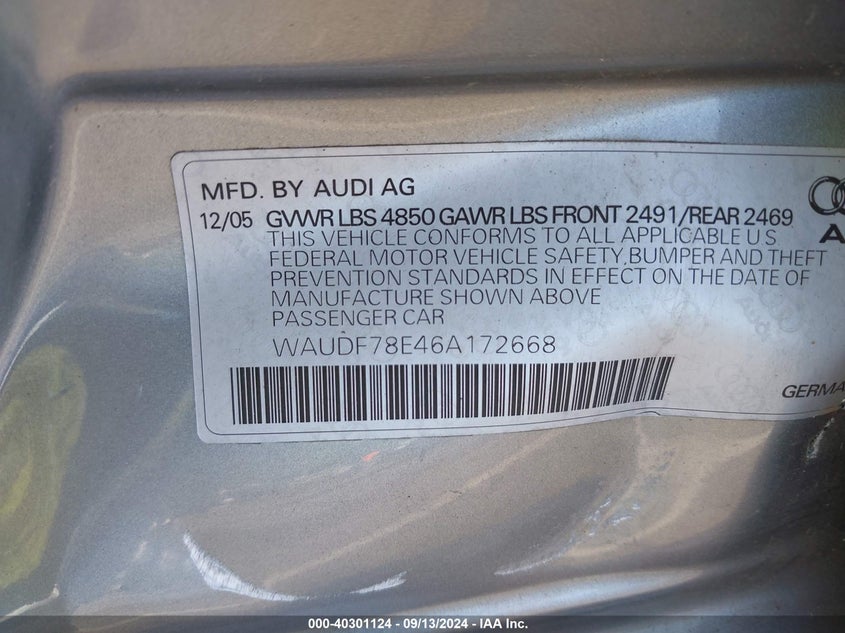 MFD. BY AUDI AG
12/05 GVWR LBS 4850 GAWR LBS FRONT 2491/REAR 2469
THIS VEHICLE CONFORMS TO ALL APPLICABLE U S
FEDERAL MOTOR VEHICLE SAFETY,BUMPER AND THEFT
PREVENTION STANDARDS IN EFFECT ON THE DATE OF
MANUFACTURE SHOWN ABOVE
PASSENGER CAR
WAUDF78E46A172668
000-40301124 - 09/13/2024 - IAA Inc.